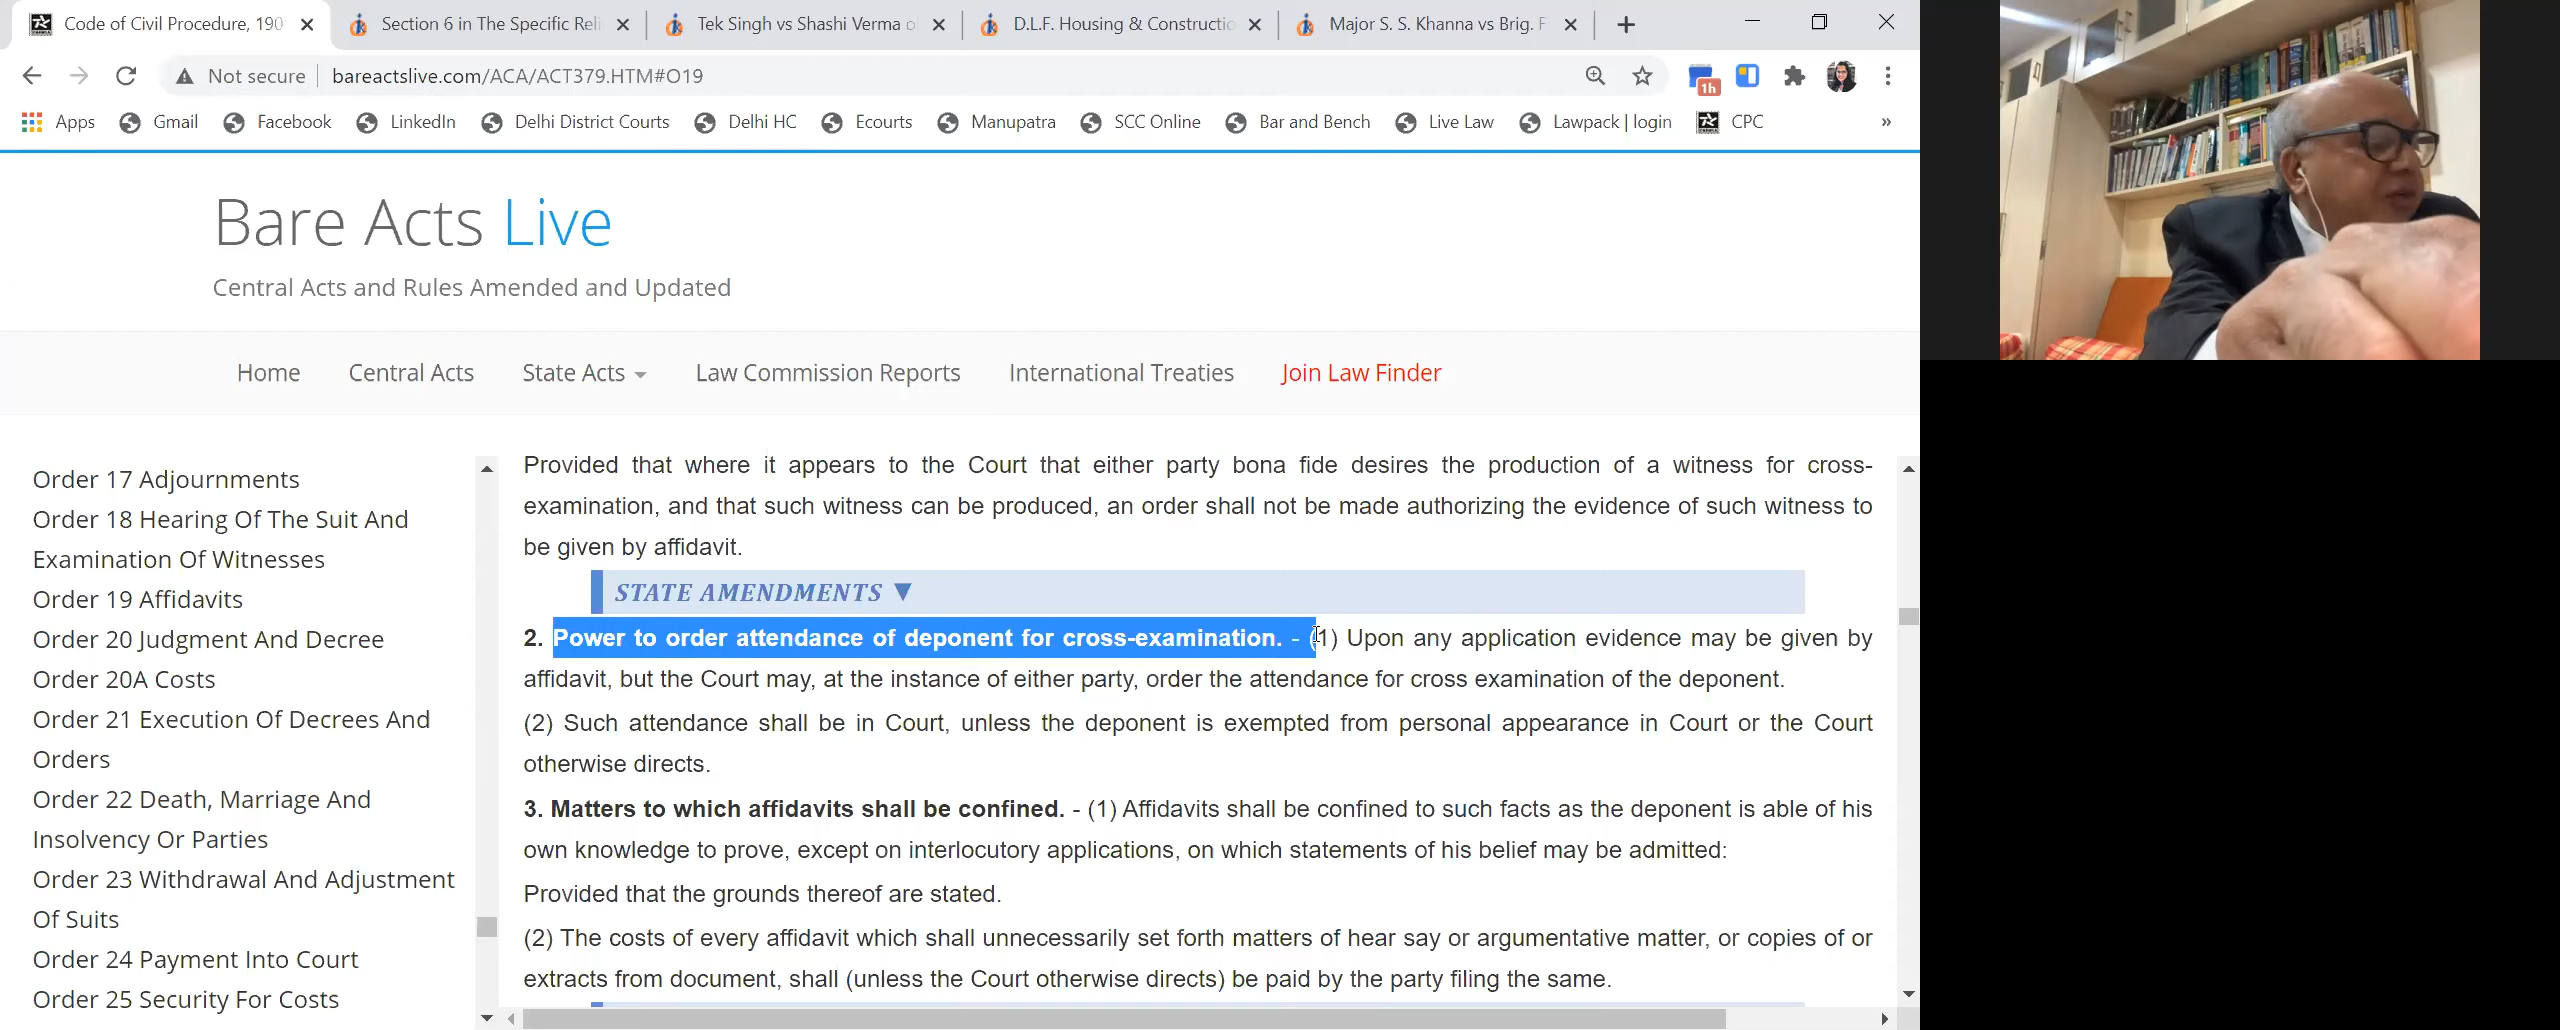 Code of Civil Procedure, 190
Section 6 in The Specific Reli
Tek Singh vs Shashi Verma o
D.L.F. Housing & Constructio
Major S. S. Khanna vs Brig. F
Not secure
bareactslive.com/ACA/ACT379.HTM#O19
1h
Apps
Gmail
Facebook
LinkedIn
Delhi District Courts
Delhi HC
Ecourts
Manupatra
SCC Online
Bar and Bench
Live Law
Lawpack | login
CPC
»
Bare Acts Live
Central Acts and Rules Amended and Updated
Home
Central Acts
State Acts
Law Commission Reports
International Treaties
Join Law Finder
Order 17 Adjournments
Order 18 Hearing Of The Suit And
Examination Of Witnesses
Order 19 Affidavits
Order 20 Judgment And Decree
Order 20A Costs
Order 21 Execution Of Decrees And
Orders
Order 22 Death, Marriage And
Insolvency Or Parties
Order 23 Withdrawal And Adjustment
Of Suits
Order 24 Payment Into Court
Order 25 Security For Costs
Provided that where it appears to the Court that either party bona fide desires the production of a witness for cross-
examination, and that such witness can be produced, an order shall not be made authorizing the evidence of such witness to
be given by affidavit.
STATE AMENDMENTS ▼
2. Power to order attendance of deponent for cross-examination. - (1) Upon any application evidence may be given by
affidavit, but the Court may, at the instance of either party, order the attendance for cross examination of the deponent.
(2) Such attendance shall be in Court, unless the deponent is exempted from personal appearance in Court or the Court
otherwise directs.
3. Matters to which affidavits shall be confined. - (1) Affidavits shall be confined to such facts as the deponent is able of his
own knowledge to prove, except on interlocutory applications, on which statements of his belief may be admitted:
Provided that the grounds thereof are stated.
(2) The costs of every affidavit which shall unnecessarily set forth matters of hear say or argumentative matter, or copies of or
extracts from document, shall (unless the Court otherwise directs) be paid by the party filing the same.